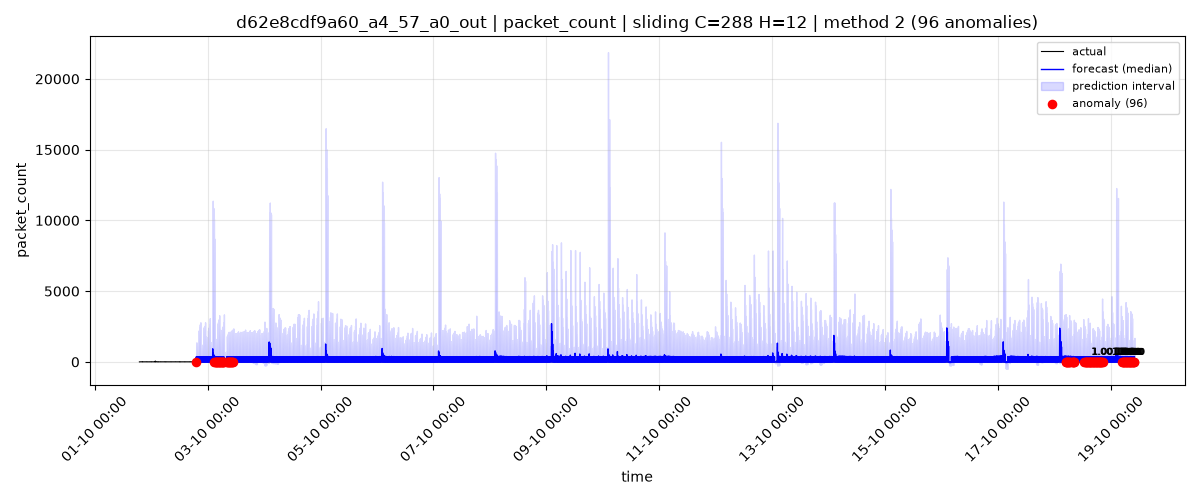 d62e8cdf9a60_a4_57_a0_out | packet_count | sliding C=288 H=12 | method 2 (96 anomalies)
actual
forecast (median)
prediction interval
anomaly (96)
packet_count
20000
15000
10000
5000
0
01-10 00:00
03-10 00:00
05-10 00:00
07-10 00:00
09-10 00:00
11-10 00:00
13-10 00:00
15-10 00:00
17-10 00:00
19-10 00:00
time